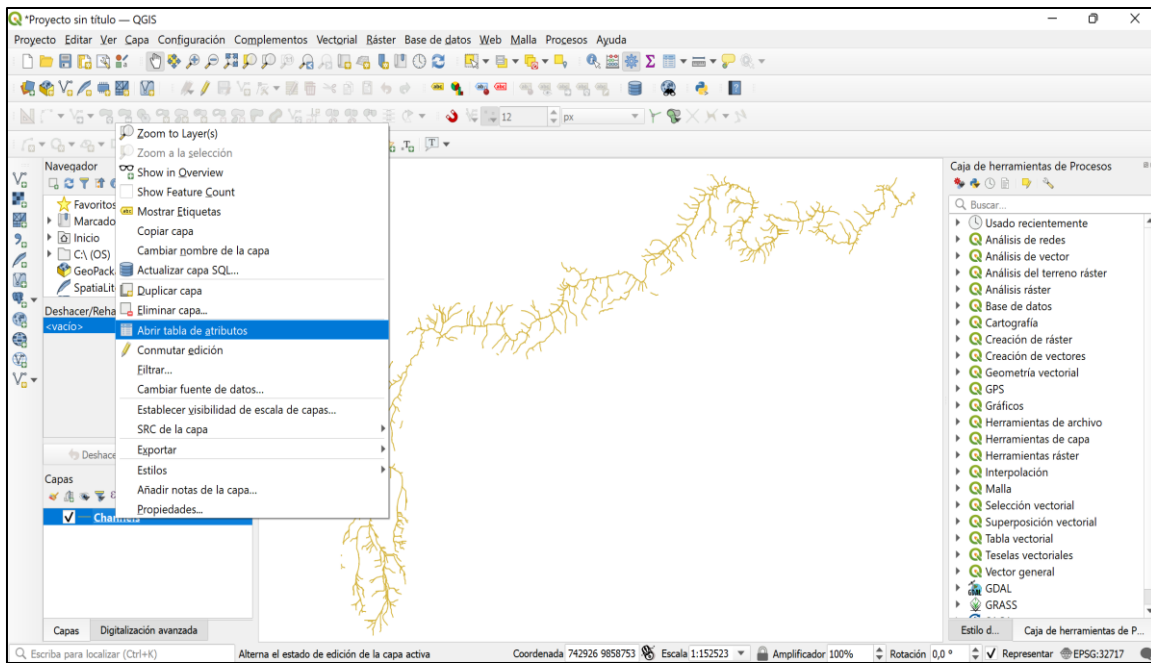 *Proyecto sin título — QGIS
Proyecto Editar Ver Capa Configuración Complementos Vectorial Ráster Base de datos Web Malla Procesos Ayuda
12 px
Navegador
Favoritos
Marcado
Inicio
C:\ (OS)
GeoPack
SpatiaLit
Deshacer/Reha
<vacío>
Deshace
Zoom to Layer(s)
Zoom a la selección
Show in Overview
Show Feature Count
Mostrar Etiquetas
Copiar capa
Cambiar nombre de la capa
Actualizar capa SQL...
Duplicar capa
Eliminar capa...
Abrir tabla de atributos
Conmutar edición
Filtrar...
Cambiar fuente de datos...
Establecer visibilidad de escala de capas...
SRC de la capa
Exportar
Estilos
Añadir notas de la capa...
Propiedades...
Capas
Channels
Capas Digitalización avanzada
Caja de herramientas de Procesos
Buscar...
Usado recientemente
Análisis de redes
Análisis de vector
Análisis del terreno ráster
Análisis ráster
Base de datos
Cartografía
Creación de ráster
Creación de vectores
Geometría vectorial
GPS
Gráficos
Herramientas de archivo
Herramientas de capa
Herramientas ráster
Interpolación
Malla
Selección vectorial
Superposición vectorial
Tabla vectorial
Teselas vectoriales
Vector general
GDAL
GRASS
Estilo d... Caja de herramientas de P...
Escriba para localizar (Ctrl+K) Alterna el estado de edición de la capa activa Coordenada 742926 9858753 Escala 1:152523 Amplificador 100% Rotación 0,0 ° Representar EPSG:32717